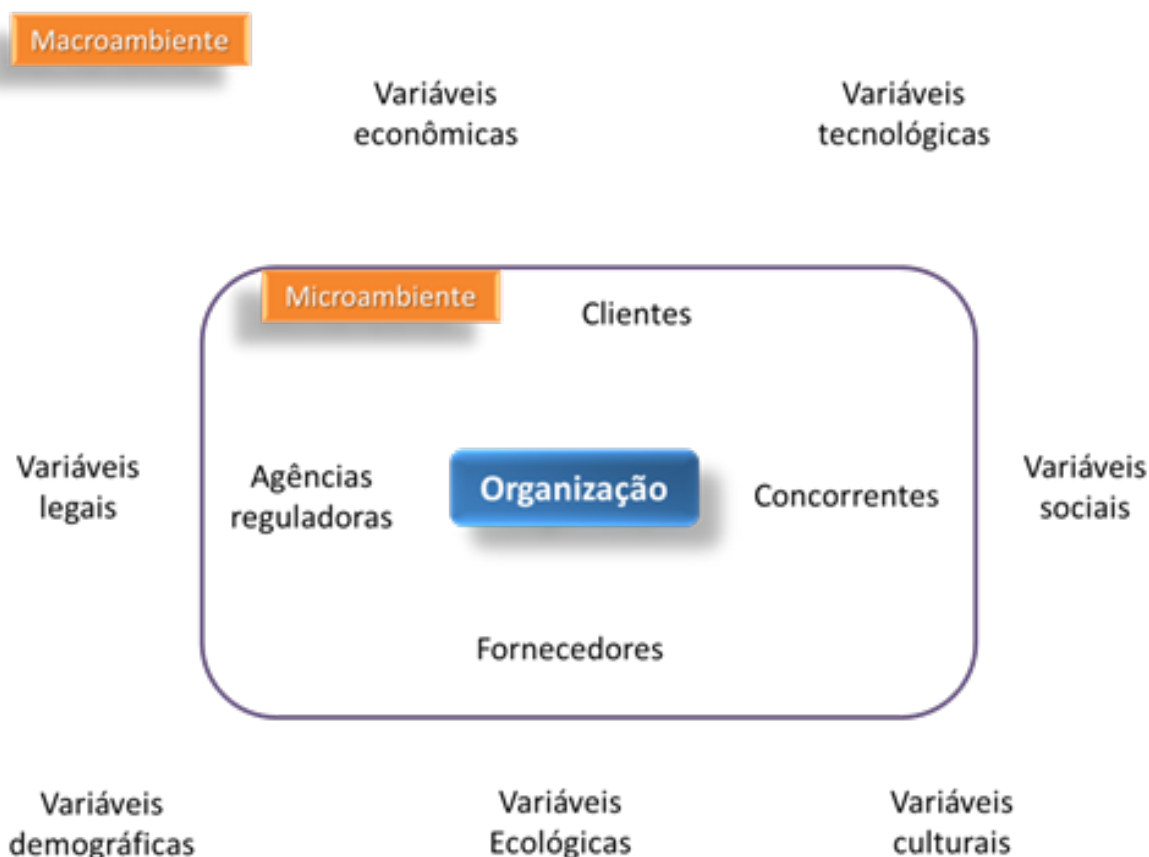 Macroambiente
Variáveis
econômicas
Variáveis
tecnológicas
Microambiente
Clientes
Variáveis
legais
Agências
reguladoras
Organização
Concorrentes
Variáveis
sociais
Fornecedores
Variáveis
demográficas
Variáveis
Ecológicas
Variáveis
culturais